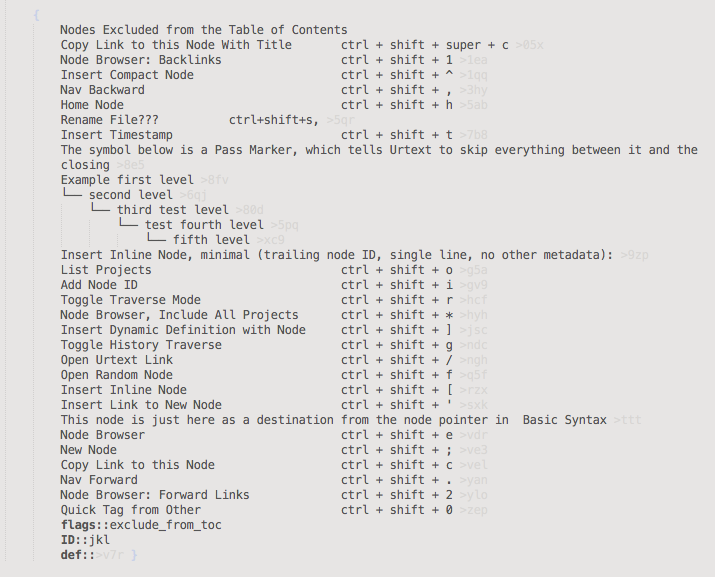 {
Nodes Excluded from the Table of Contents
Copy Link to this Node With Title ctrl + shift + super + c >05x
Node Browser: Backlinks ctrl + shift + 1 >1ea
Insert Compact Node ctrl + shift + ^ >1qq
Nav Backward ctrl + shift + , >3hy
Home Node ctrl + shift + h >5ab
Rename File??? ctrl+shift+s, >5qr
Insert Timestamp ctrl + shift + t >7b8
The symbol below is a Pass Marker, which tells Urtext to skip everything between it and the
closing >8e5
Example first level >8fv
└── second level >6qj
└── third test level >80d
└── test fourth level >5pq
└── fifth level >xc9
Insert Inline Node, minimal (trailing node ID, single line, no other metadata): >9zp
List Projects ctrl + shift + o >g5a
Add Node ID ctrl + shift + i >gv9
Toggle Traverse Mode ctrl + shift + r >hcf
Node Browser, Include All Projects ctrl + shift + * >hyh
Insert Dynamic Definition with Node ctrl + shift + ] >jsc
Toggle History Traverse ctrl + shift + g >ndc
Open Urtext Link ctrl + shift + / >ngh
Open Random Node ctrl + shift + f >q5f
Insert Inline Node ctrl + shift + [ >rzx
Insert Link to New Node ctrl + shift + ' >sxk
This node is just here as a destination from the node pointer in  Basic Syntax >ttt
Node Browser ctrl + shift + e >vdr
New Node ctrl + shift + ; >ve3
Copy Link to this Node ctrl + shift + c >vel
Nav Forward ctrl + shift + . >yan
Node Browser: Forward Links ctrl + shift + 2 >ylo
Quick Tag from Other ctrl + shift + 0 >zep
flags::exclude_from_toc
ID::jkl
def::>v7r }